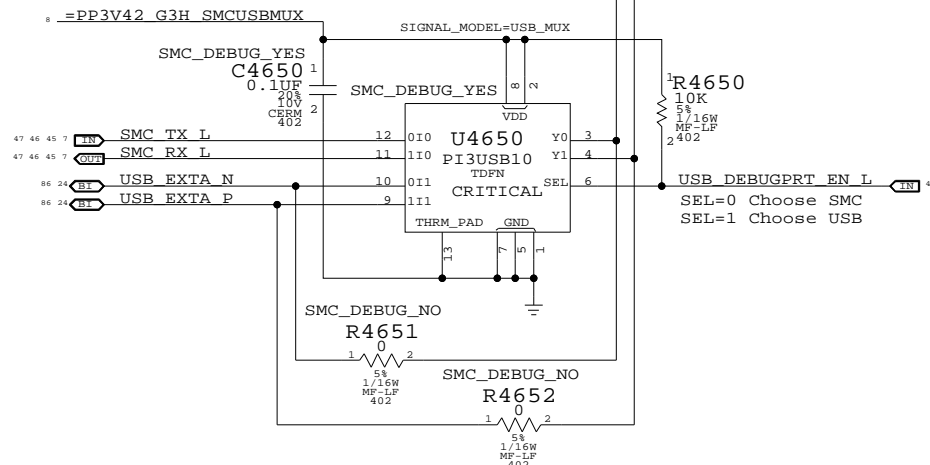 8 =PP3V42_G3H_SMCUSBMUX
SIGNAL_MODEL=USB_MUX
SMC_DEBUG_YES
C4650 1
0.1UF
20%
10V
CERM 2
402
SMC_DEBUG_YES
8 2
VDD
1 R4650
10K
5%
1/16W
MF-LF
2 402
47 46 45 7 IN SMC_TX_L 12 0I0
47 46 45 7 OUT SMC_RX_L 11 1I0
86 24 BI USB_EXTA_N 10 0I1
86 24 BI USB_EXTA_P 9 1I1
U4650
PI3USB10
TDFN
CRITICAL
Y0 3
Y1 4
SEL 6
USB_DEBUGPRT_EN_L IN 4
SEL=0 Choose SMC
SEL=1 Choose USB
THRM_PAD GND
13 7 5 1
SMC_DEBUG_NO
R4651
0
1 2
5%
1/16W
MF-LF
402
SMC_DEBUG_NO
R4652
0
1 2
5%
1/16W
MF-LF
402